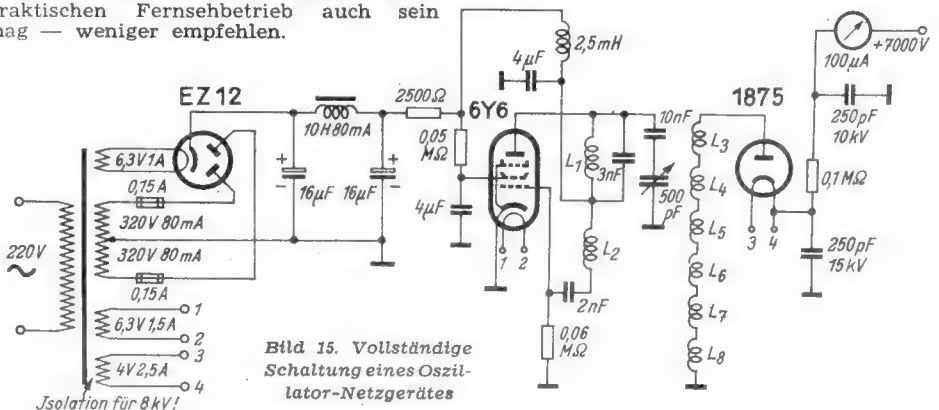 raktischen Fernsehbetrieb auch sein
nag — weniger empfehlen.
EZ 12
6,3V 1A
0,15A
320V 80mA
320V 80mA
0,15A
220V
6,3V 1,5A
4V 2,5A
1
2
3
4
Jsolation für 8kV!
10H 80mA
+
–
16µF
+
–
16µF
2500Ω
0,05
MΩ
4µF
4µF
2,5mH
6Y6
1
2
L1
3nF
L2
2nF
0,06
MΩ
10nF
500
pF
L3
L4
L5
L6
L7
L8
1875
3
4
100µA
+7000V
250pF
10kV
0,1MΩ
250pF
15kV
Bild 15. Vollständige
Schaltung eines Oszil-
lator-Netzgerätes